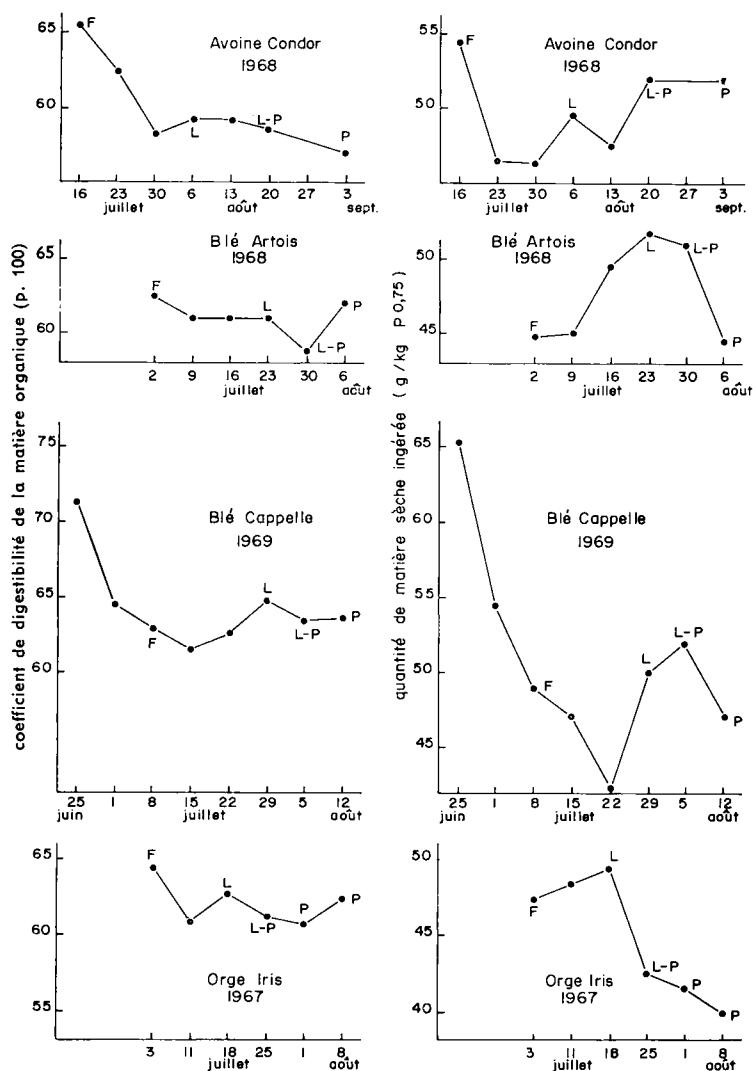 coefficient de digestibilité de la matière organique (p. 100)
65
60
F
Avoine Condor
1968
L
L-P
P
16 23 30 6 13 20 27 3
juillet août sept.
quantité de matière sèche ingérée (g/kg P 0,75)
55
50
F
Avoine Condor
1968
L
L-P
P
16 23 30 6 13 20 27 3
juillet août sept.
65
60
Blé Artois
1968
F
L
L-P
P
2 9 16 23 30 6
juillet août
50
45
Blé Artois
1968
F
L
L-P
P
2 9 16 23 30 6
juillet août
75
70
65
60
Blé Cappelle
1969
F
L
L-P
P
25 1 8 15 22 29 5 12
juin juillet août
65
55
50
45
Blé Cappelle
1969
F
L
L-P
P
25 1 8 15 22 29 5 12
juin juillet août
65
60
55
F
L
L-P
P
P
Orge Iris
1967
3 11 18 25 1 8
juillet août
50
45
40
F
L
L-P
P
P
Orge Iris
1967
3 11 18 25 1 8
juillet août